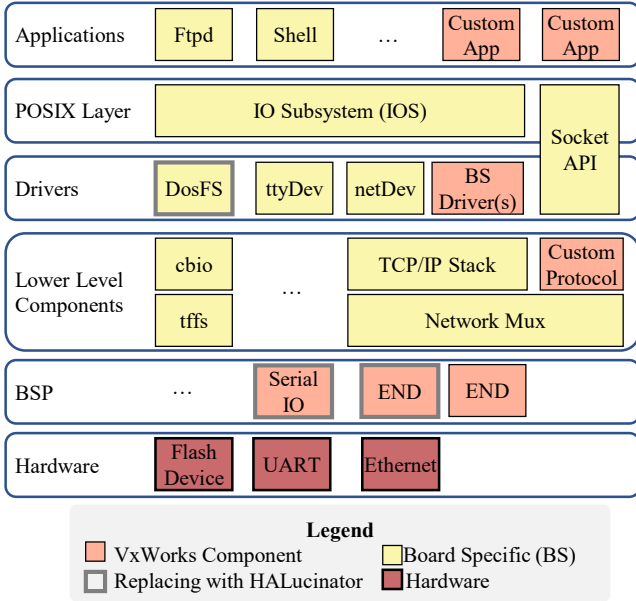 Applications
Ftpd
Shell
...
Custom
App
Custom
App
POSIX Layer
IO Subsystem (IOS)
Socket
API
Drivers
DosFS
ttyDev
netDev
BS
Driver(s)
Lower Level
Components
cbio
tffs
...
TCP/IP Stack
Custom
Protocol
Network Mux
BSP
...
Serial
IO
END
END
Hardware
Flash
Device
UART
Ethernet
Legend
VxWorks Component
Board Specific (BS)
Replacing with HALucinator
Hardware